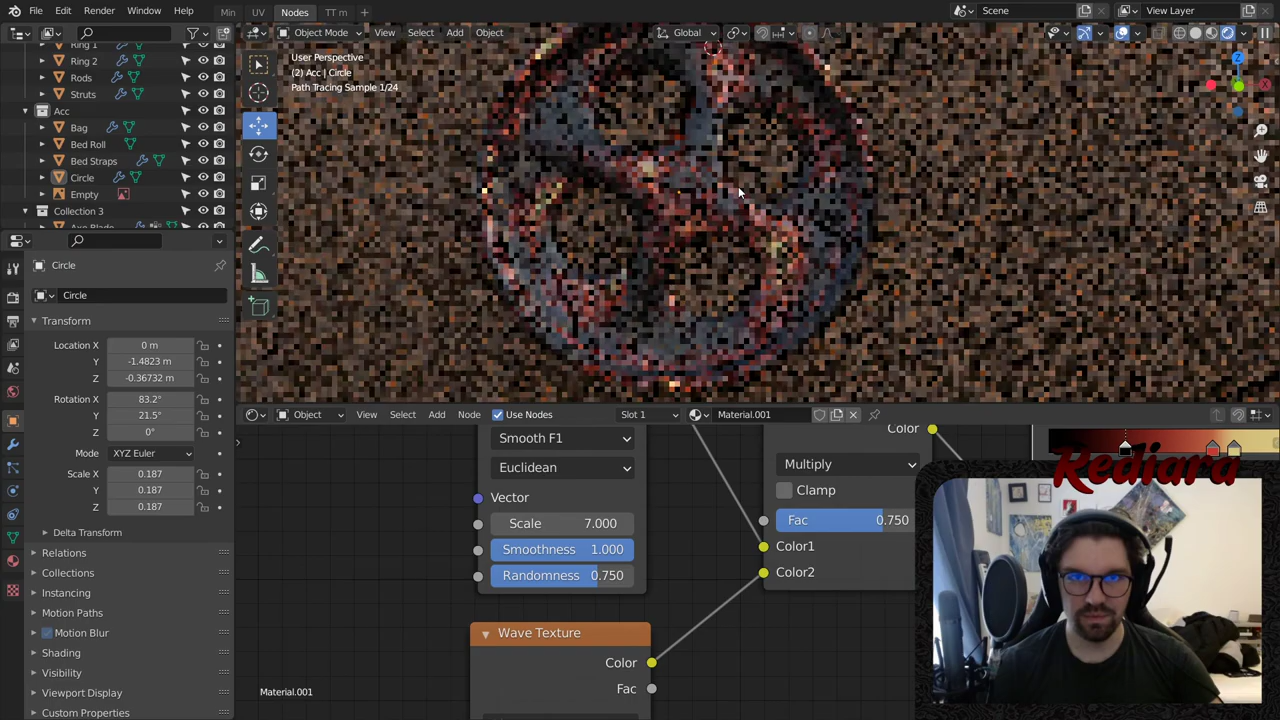 File Edit Render Window Help Min UV Nodes TT m + Scene View Layer
Object Mode View Select Add Object Global
Ring 1
Ring 2
Rods
Struts
Acc
Bag
Bed Roll
Bed Straps
Circle
Empty
Collection 3
User Perspective
(2) Acc | Circle
Path Tracing Sample 1/24
Z
Circle
Circle
Transform
Location X 0 m
Y -1.4823 m
Z -0.36732 m
Rotation X 83.2°
Y 21.5°
Z 0°
Mode XYZ Euler
Scale X 0.187
Y 0.187
Z 0.187
Delta Transform
Relations
Collections
Instancing
Motion Paths
Motion Blur
Shading
Visibility
Viewport Display
Custom Properties
Object View Select Add Node Use Nodes Slot 1 Material.001
Smooth F1
Euclidean
Vector
Scale 7.000
Smoothness 1.000
Randomness 0.750
Color
Multiply
Clamp
Fac 0.750
Color1
Color2
Wave Texture
Color
Fac
Material.001
Color
Rediara